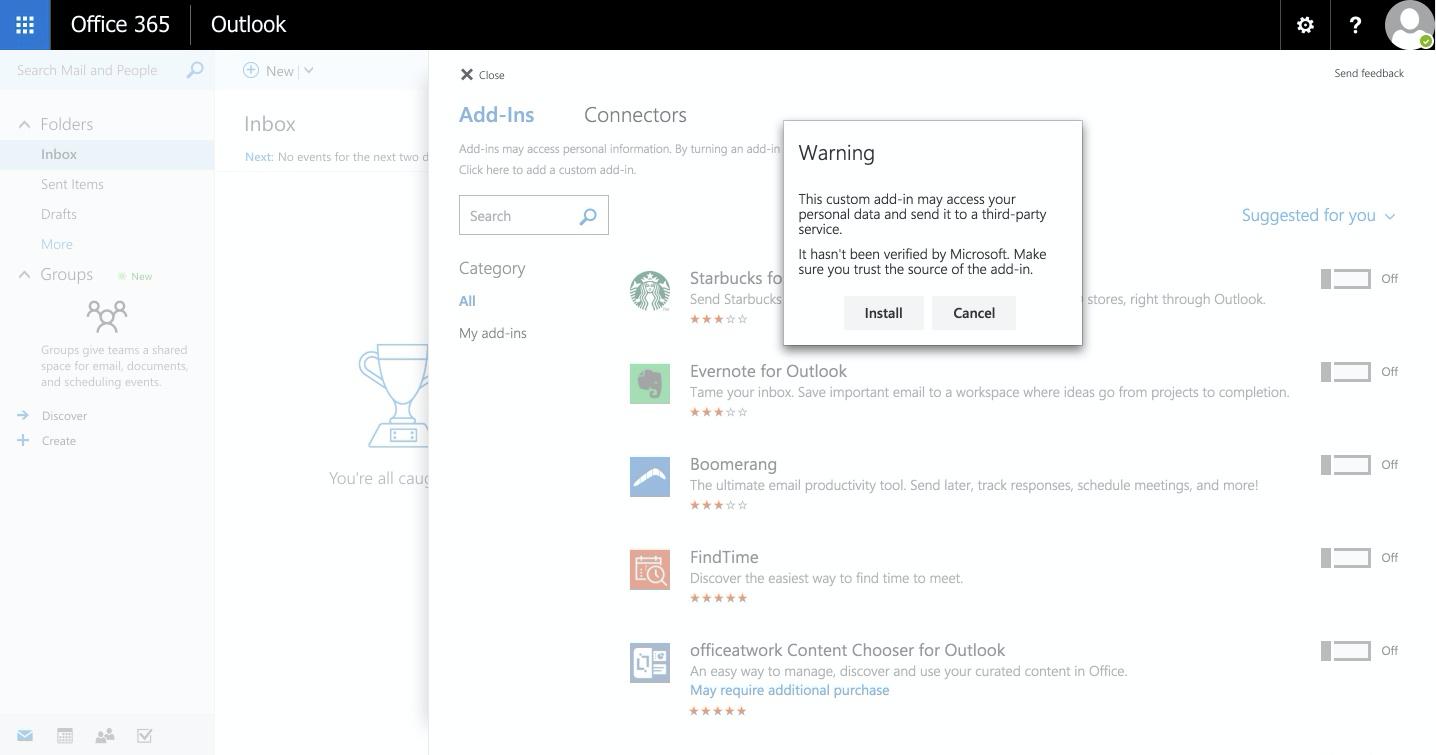 Office 365
Outlook
?
Search Mail and People
New
Close
Send feedback
Folders
Inbox
Sent Items
Drafts
More
Groups
New
Groups give teams a shared
space for email, documents,
and scheduling events.
Discover
Create
Inbox
Next: No events for the next two d
You're all caug
Add-Ins
Connectors
Add-ins may access personal information. By turning an add-in
Click here to add a custom add-in.
Search
Suggested for you
Category
All
My add-ins
Warning
This custom add-in may access your
personal data and send it to a third-party
service.
It hasn't been verified by Microsoft. Make
sure you trust the source of the add-in.
Install
Cancel
Starbucks fo
Off
Send Starbucks
stores, right through Outlook.
Evernote for Outlook
Off
Tame your inbox. Save important email to a workspace where ideas go from projects to completion.
Boomerang
Off
The ultimate email productivity tool. Send later, track responses, schedule meetings, and more!
FindTime
Off
Discover the easiest way to find time to meet.
officeatwork Content Chooser for Outlook
Off
An easy way to manage, discover and use your curated content in Office.
May require additional purchase